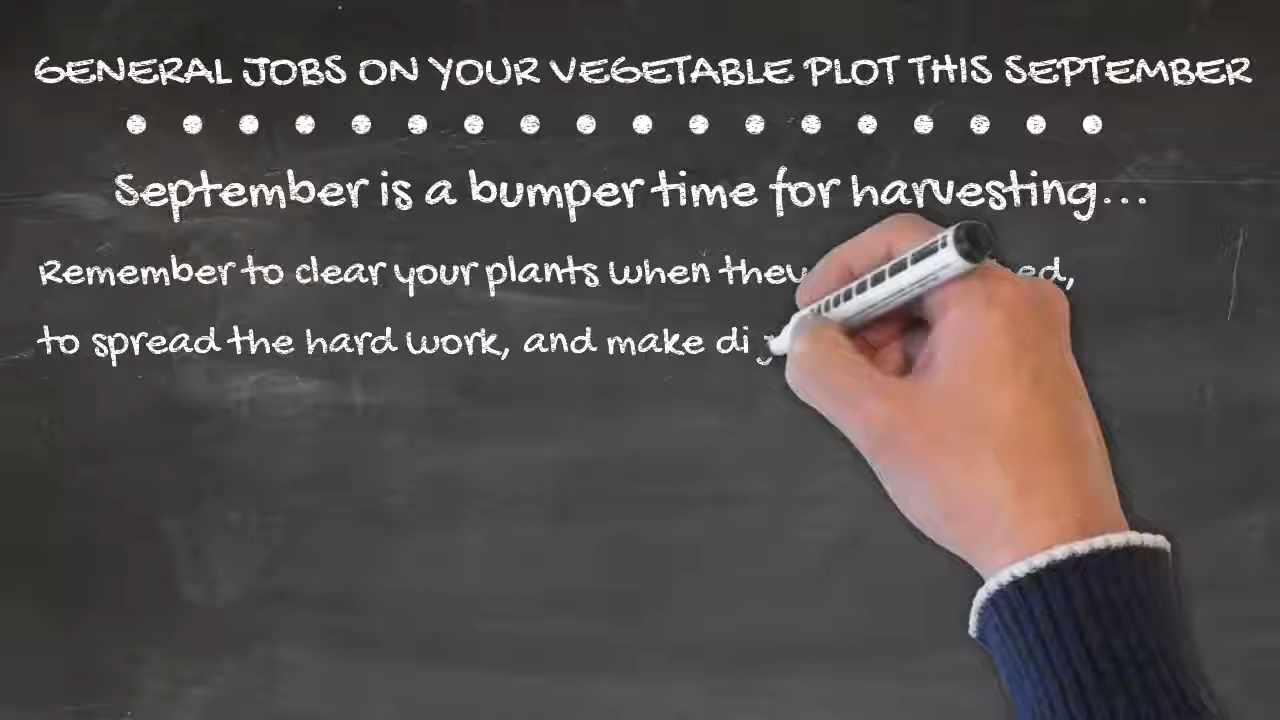 GENERAL JOBS ON YOUR VEGETABLE PLOT THIS SEPTEMBER
September is a bumper time for harvesting...
Remember to clear your plants when they
to spread the hard work, and make